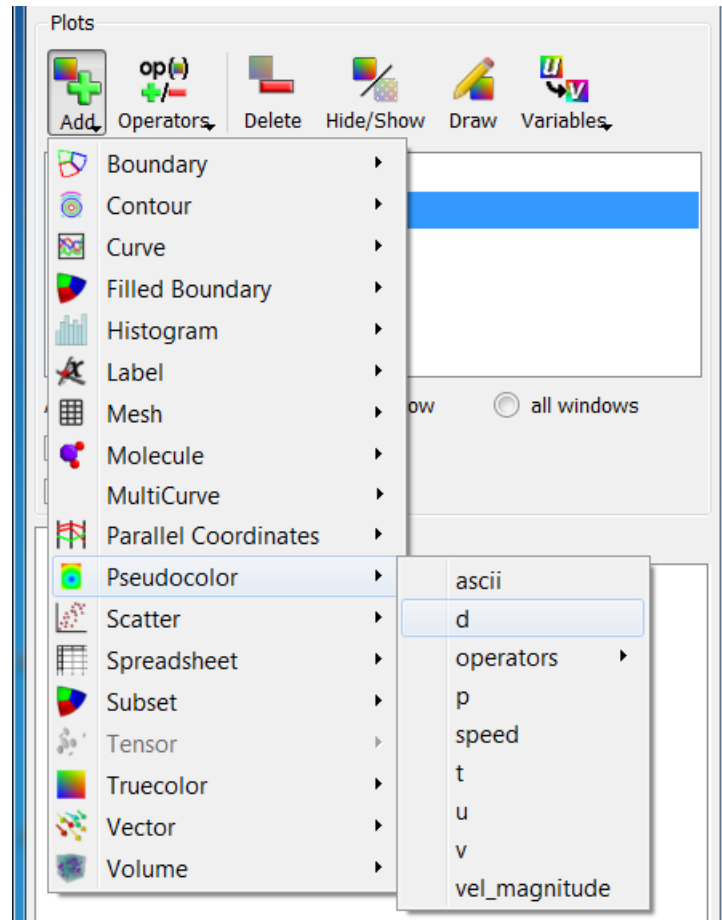 Plots
op(=)
+/-
U
V
Add Operators Delete Hide/Show Draw Variables
Boundary
Contour
Curve
Filled Boundary
Histogram
Label
Mesh
ow all windows
Molecule
MultiCurve
Parallel Coordinates
Pseudocolor
ascii
Scatter
d
Spreadsheet
operators
Subset
p
Tensor
speed
Truecolor
t
Vector
u
Volume
v
vel_magnitude